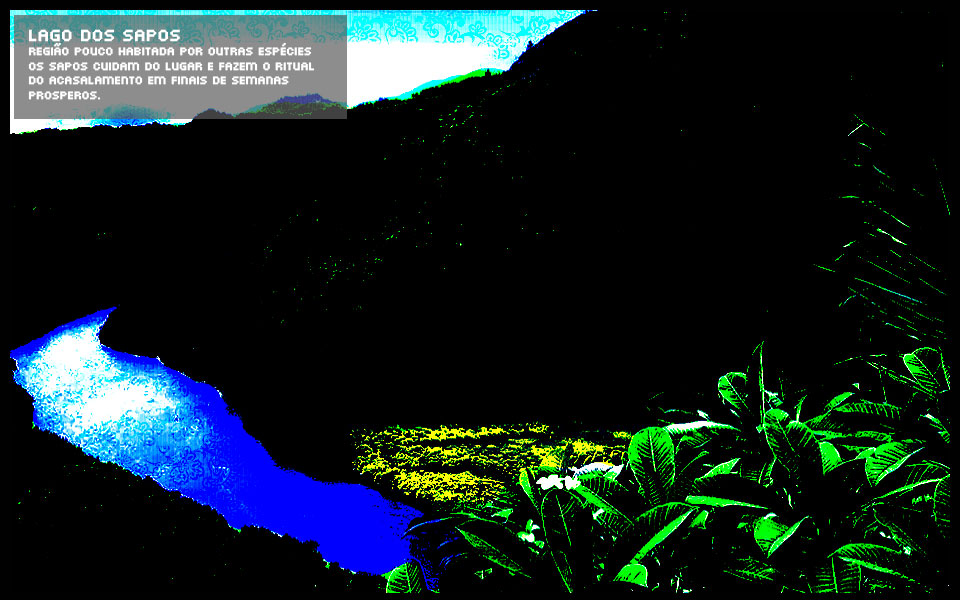 LAGO DOS SAPOS
REGIÃO POUCO HABITADA POR OUTRAS ESPÉCIES
OS SAPOS CUIDAM DO LUGAR E FAZEM O RITUAL
DO ACASALAMENTO EM FINAIS DE SEMANAS
PROSPEROS.